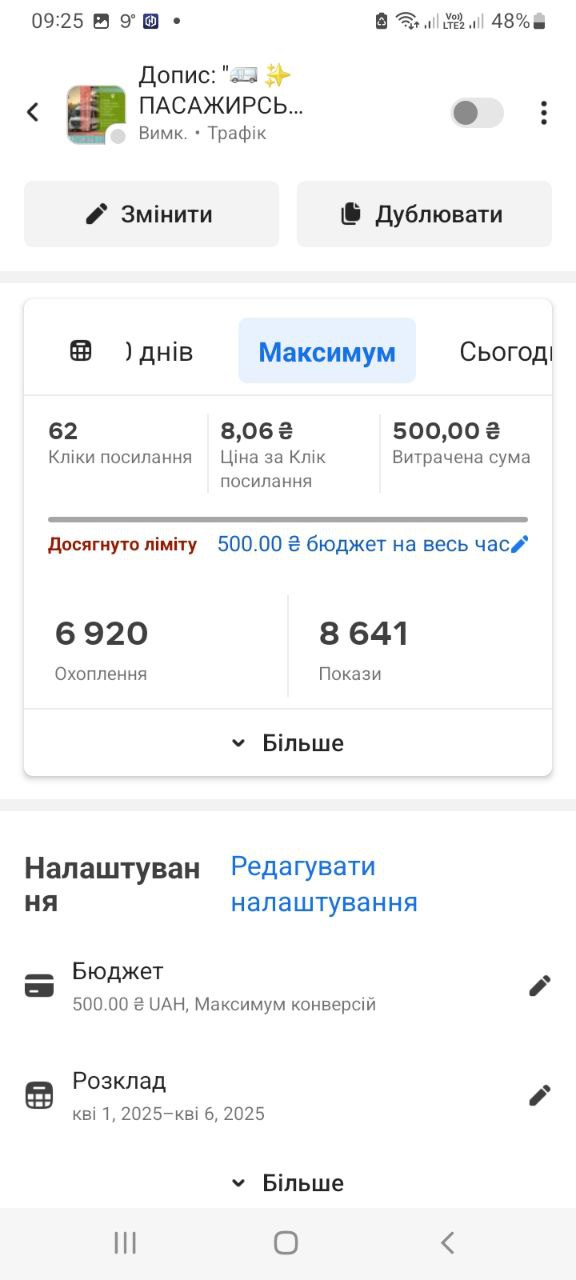 09:25 9° • Vo)) LTE2 48%
Допис: "🚐 ✨
ПАСАЖИРСЬ...
Вимк. • Трафік
Змінити
Дублювати
днів
Максимум
Сьогод
62
Кліки посилання
8,06 ₴
Ціна за Клік
посилання
500,00 ₴
Витрачена сума
Досягнуто ліміту
500.00 ₴ бюджет на весь час
6 920
Охоплення
8 641
Покази
Більше
Налаштуван
ня
Редагувати
налаштування
Бюджет
500.00 ₴ UAH, Максимум конверсій
Розклад
кві 1, 2025–кві 6, 2025
Більше